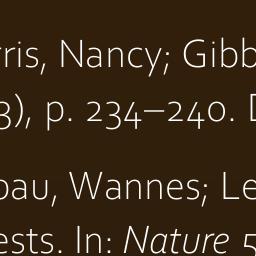 rris, Nancy; Gibb
3), p. 234–240. D
bau, Wannes; Le
ests. In: Nature 5